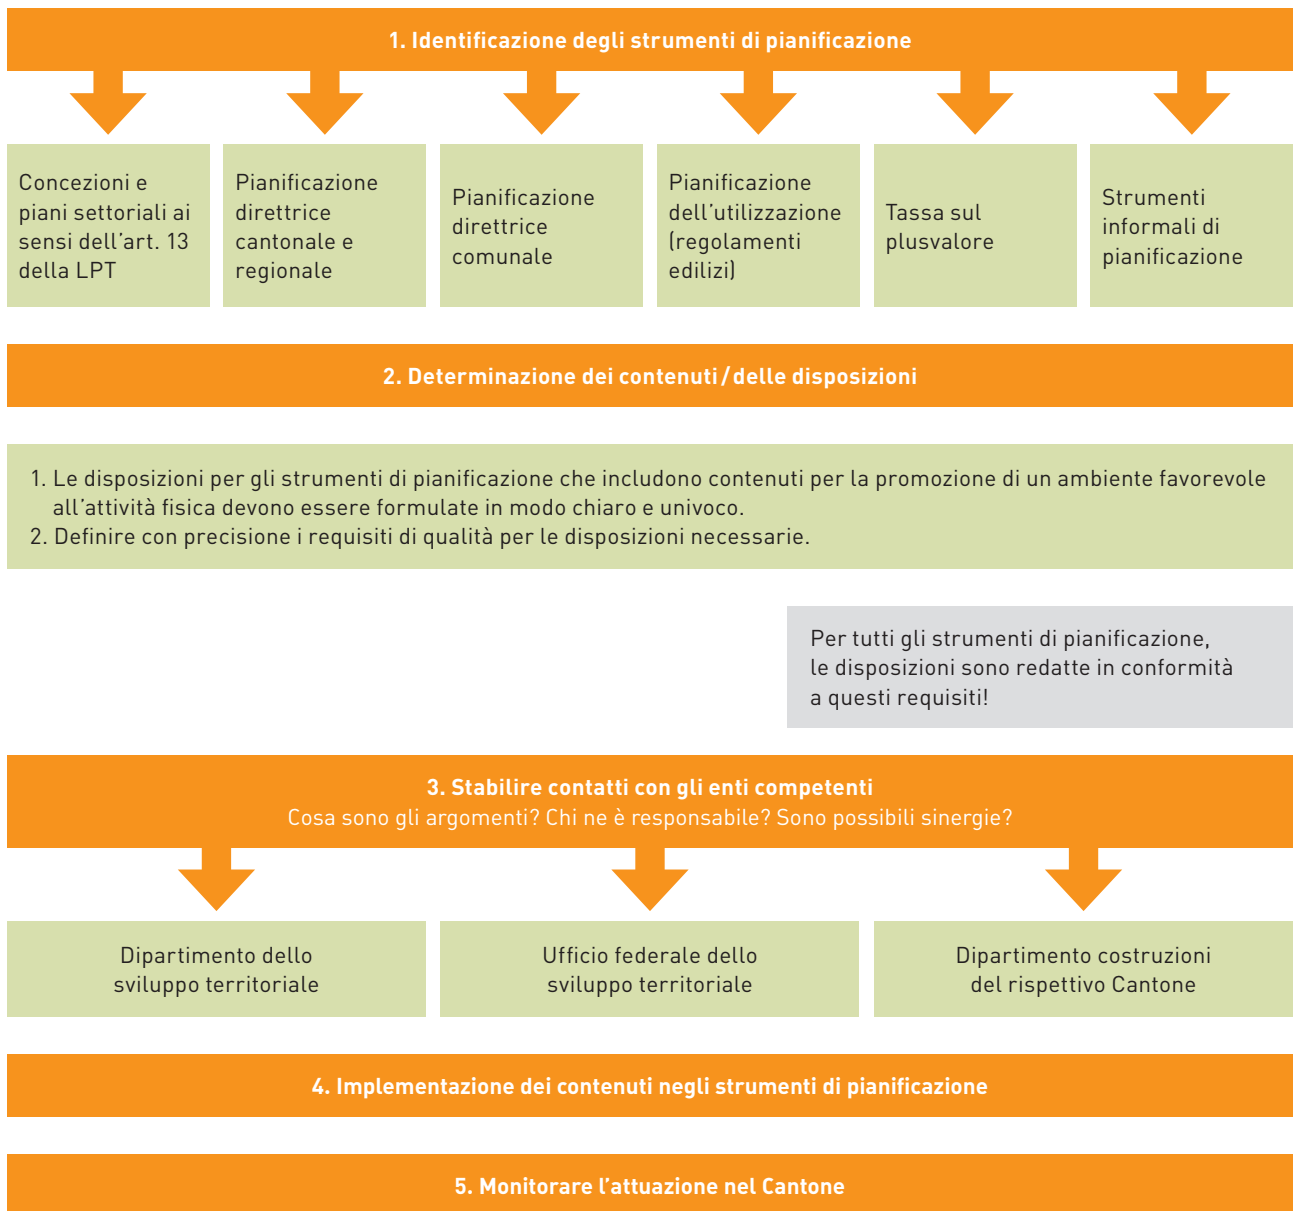 1. Identificazione degli strumenti di pianificazione
Concezioni e
piani settoriali ai
sensi dell'art. 13
della LPT
Pianificazione
direttrice
cantonale e
regionale
Pianificazione
direttrice
comunale
Pianificazione
dell'utilizzazione
(regolamenti
edilizi)
Tassa sul
plusvalore
Strumenti
informali di
pianificazione
2. Determinazione dei contenuti/delle disposizioni
1. Le disposizioni per gli strumenti di pianificazione che includono contenuti per la promozione di un ambiente favorevole
all'attività fisica devono essere formulate in modo chiaro e univoco.
2. Definire con precisione i requisiti di qualità per le disposizioni necessarie.
Per tutti gli strumenti di pianificazione,
le disposizioni sono redatte in conformità
a questi requisiti!
3. Stabilire contatti con gli enti competenti
Cosa sono gli argomenti? Chi ne è responsabile? Sono possibili sinergie?
Dipartimento dello
sviluppo territoriale
Ufficio federale dello
sviluppo territoriale
Dipartimento costruzioni
del rispettivo Cantone
4. Implementazione dei contenuti negli strumenti di pianificazione
5. Monitorare l'attuazione nel Cantone